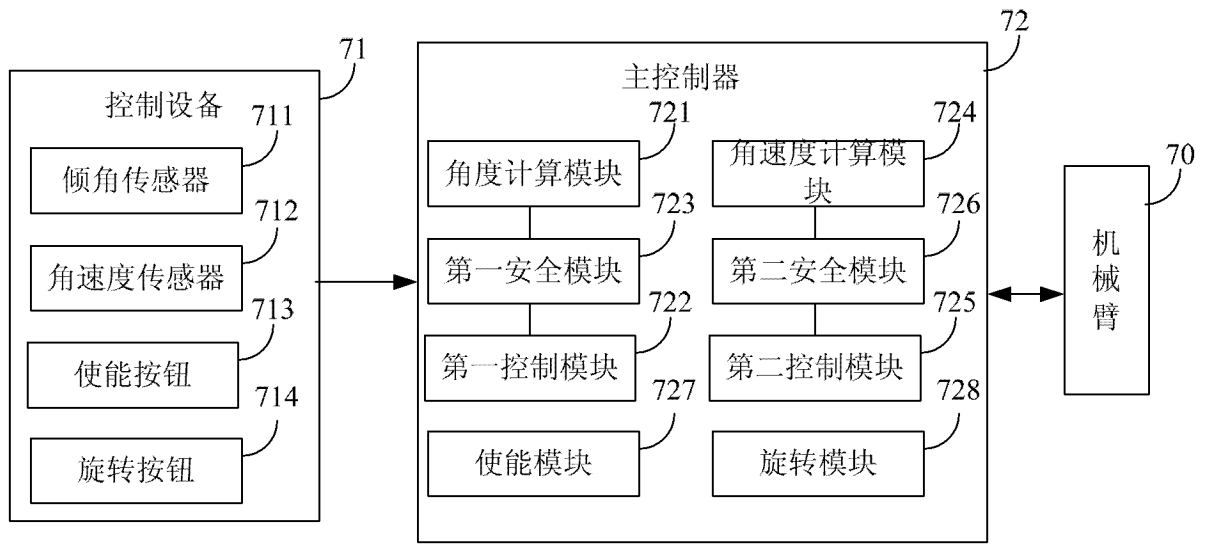 71
控制设备
711
倾角传感器
712
角速度传感器
713
使能按钮
714
旋转按钮
72
主控制器
721
角度计算模块
723
第一安全模块
722
第一控制模块
727
使能模块
724
角速度计算模
块
726
第二安全模块
725
第二控制模块
728
旋转模块
70
机
械
臂